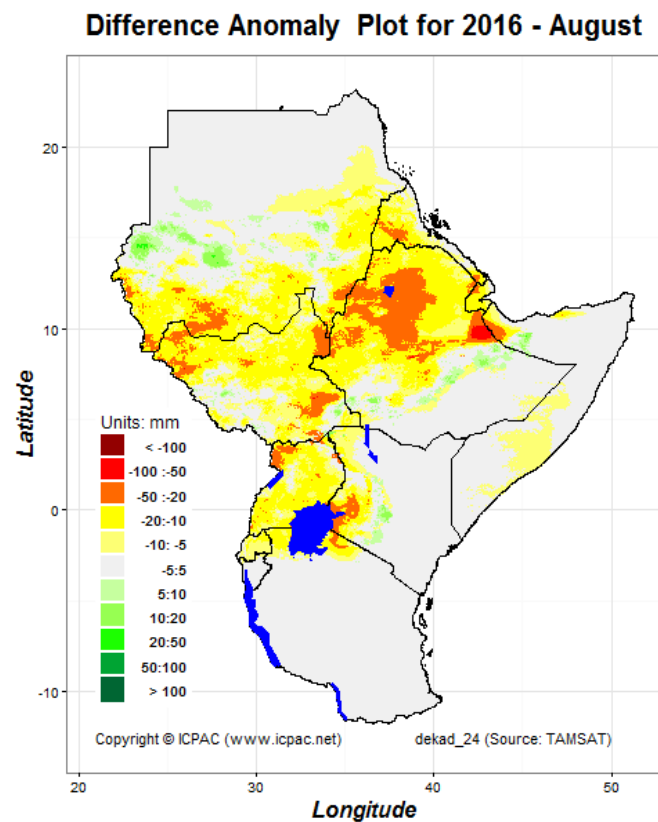 Difference Anomaly Plot for 2016 - August
20
10
0
-10
Latitude
Units: mm
< -100
-100 :-50
-50 :-20
-20:-10
-10: -5
-5:5
5:10
10:20
20:50
50:100
> 100
Copyright © ICPAC (www.icpac.net) dekad_24 (Source: TAMSAT)
20 30 40 50
Longitude